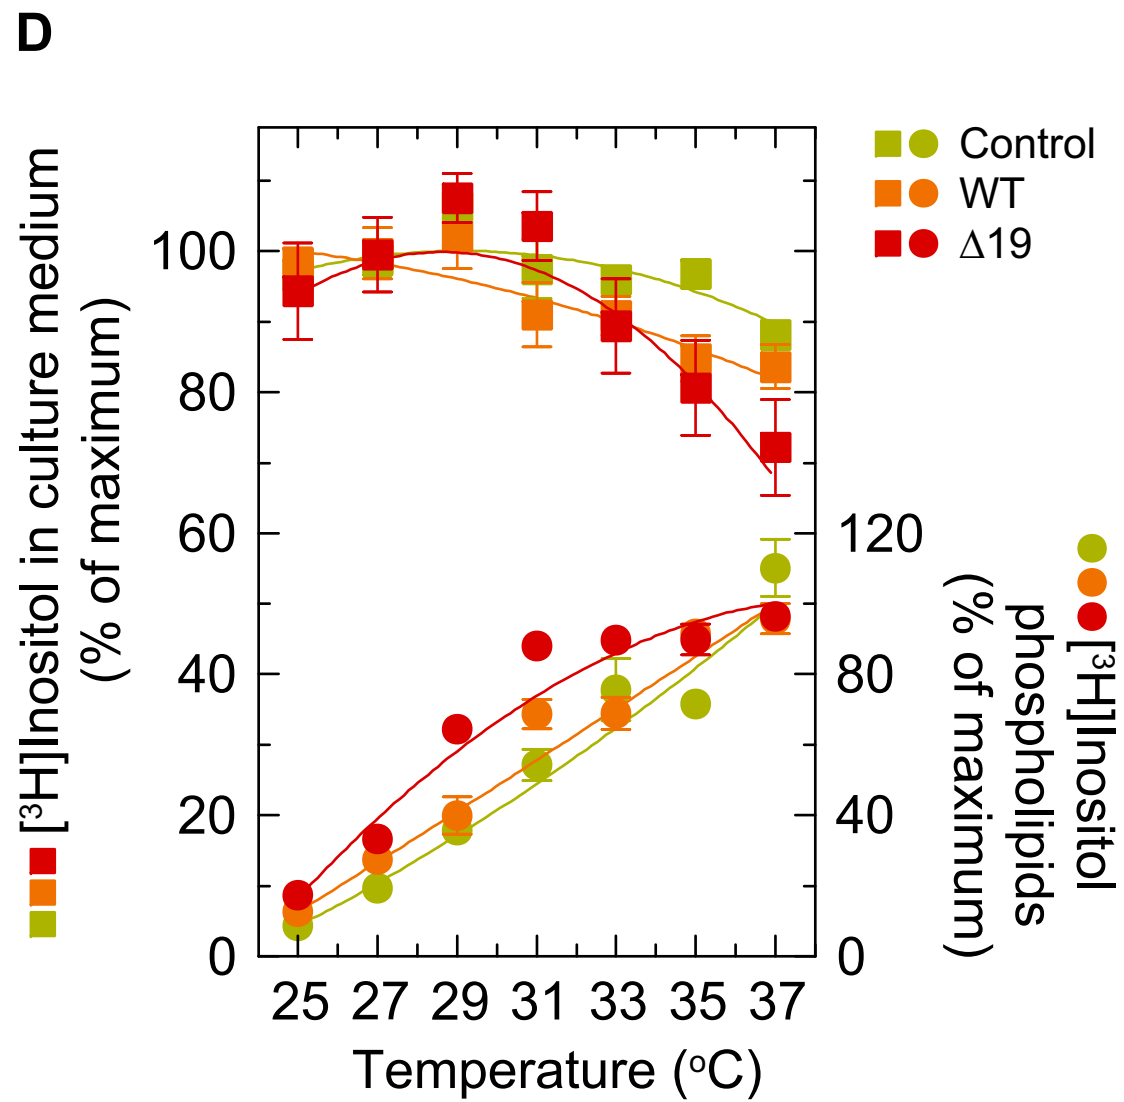 D
Control
WT
Δ19
[³H]Inositol in culture medium
(% of maximum)
100
80
60
40
20
0
120
80
40
0
[³H]Inositol
phospholipids
(% of maximum)
25 27 29 31 33 35 37
Temperature (°C)